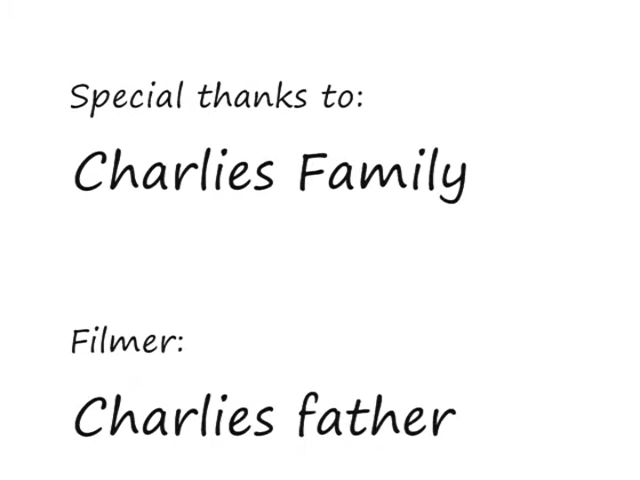 Special thanks to:
Charlies Family
Filmer:
Charlies father